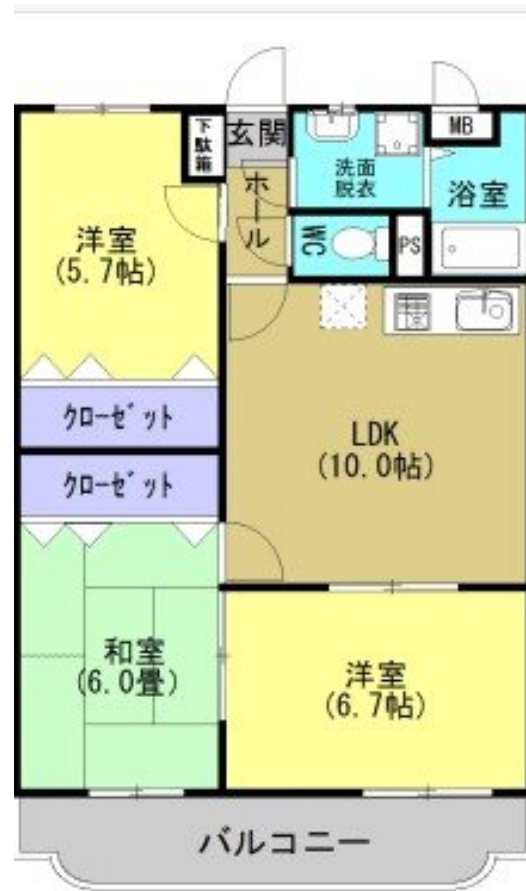 下駄箱
玄関
MB
洗面
脱衣
浴室
ホール
WC
PS
洋室
(5.7帖)
クローゼット
クローゼット
LDK
(10.0帖)
和室
(6.0畳)
洋室
(6.7帖)
バルコニー